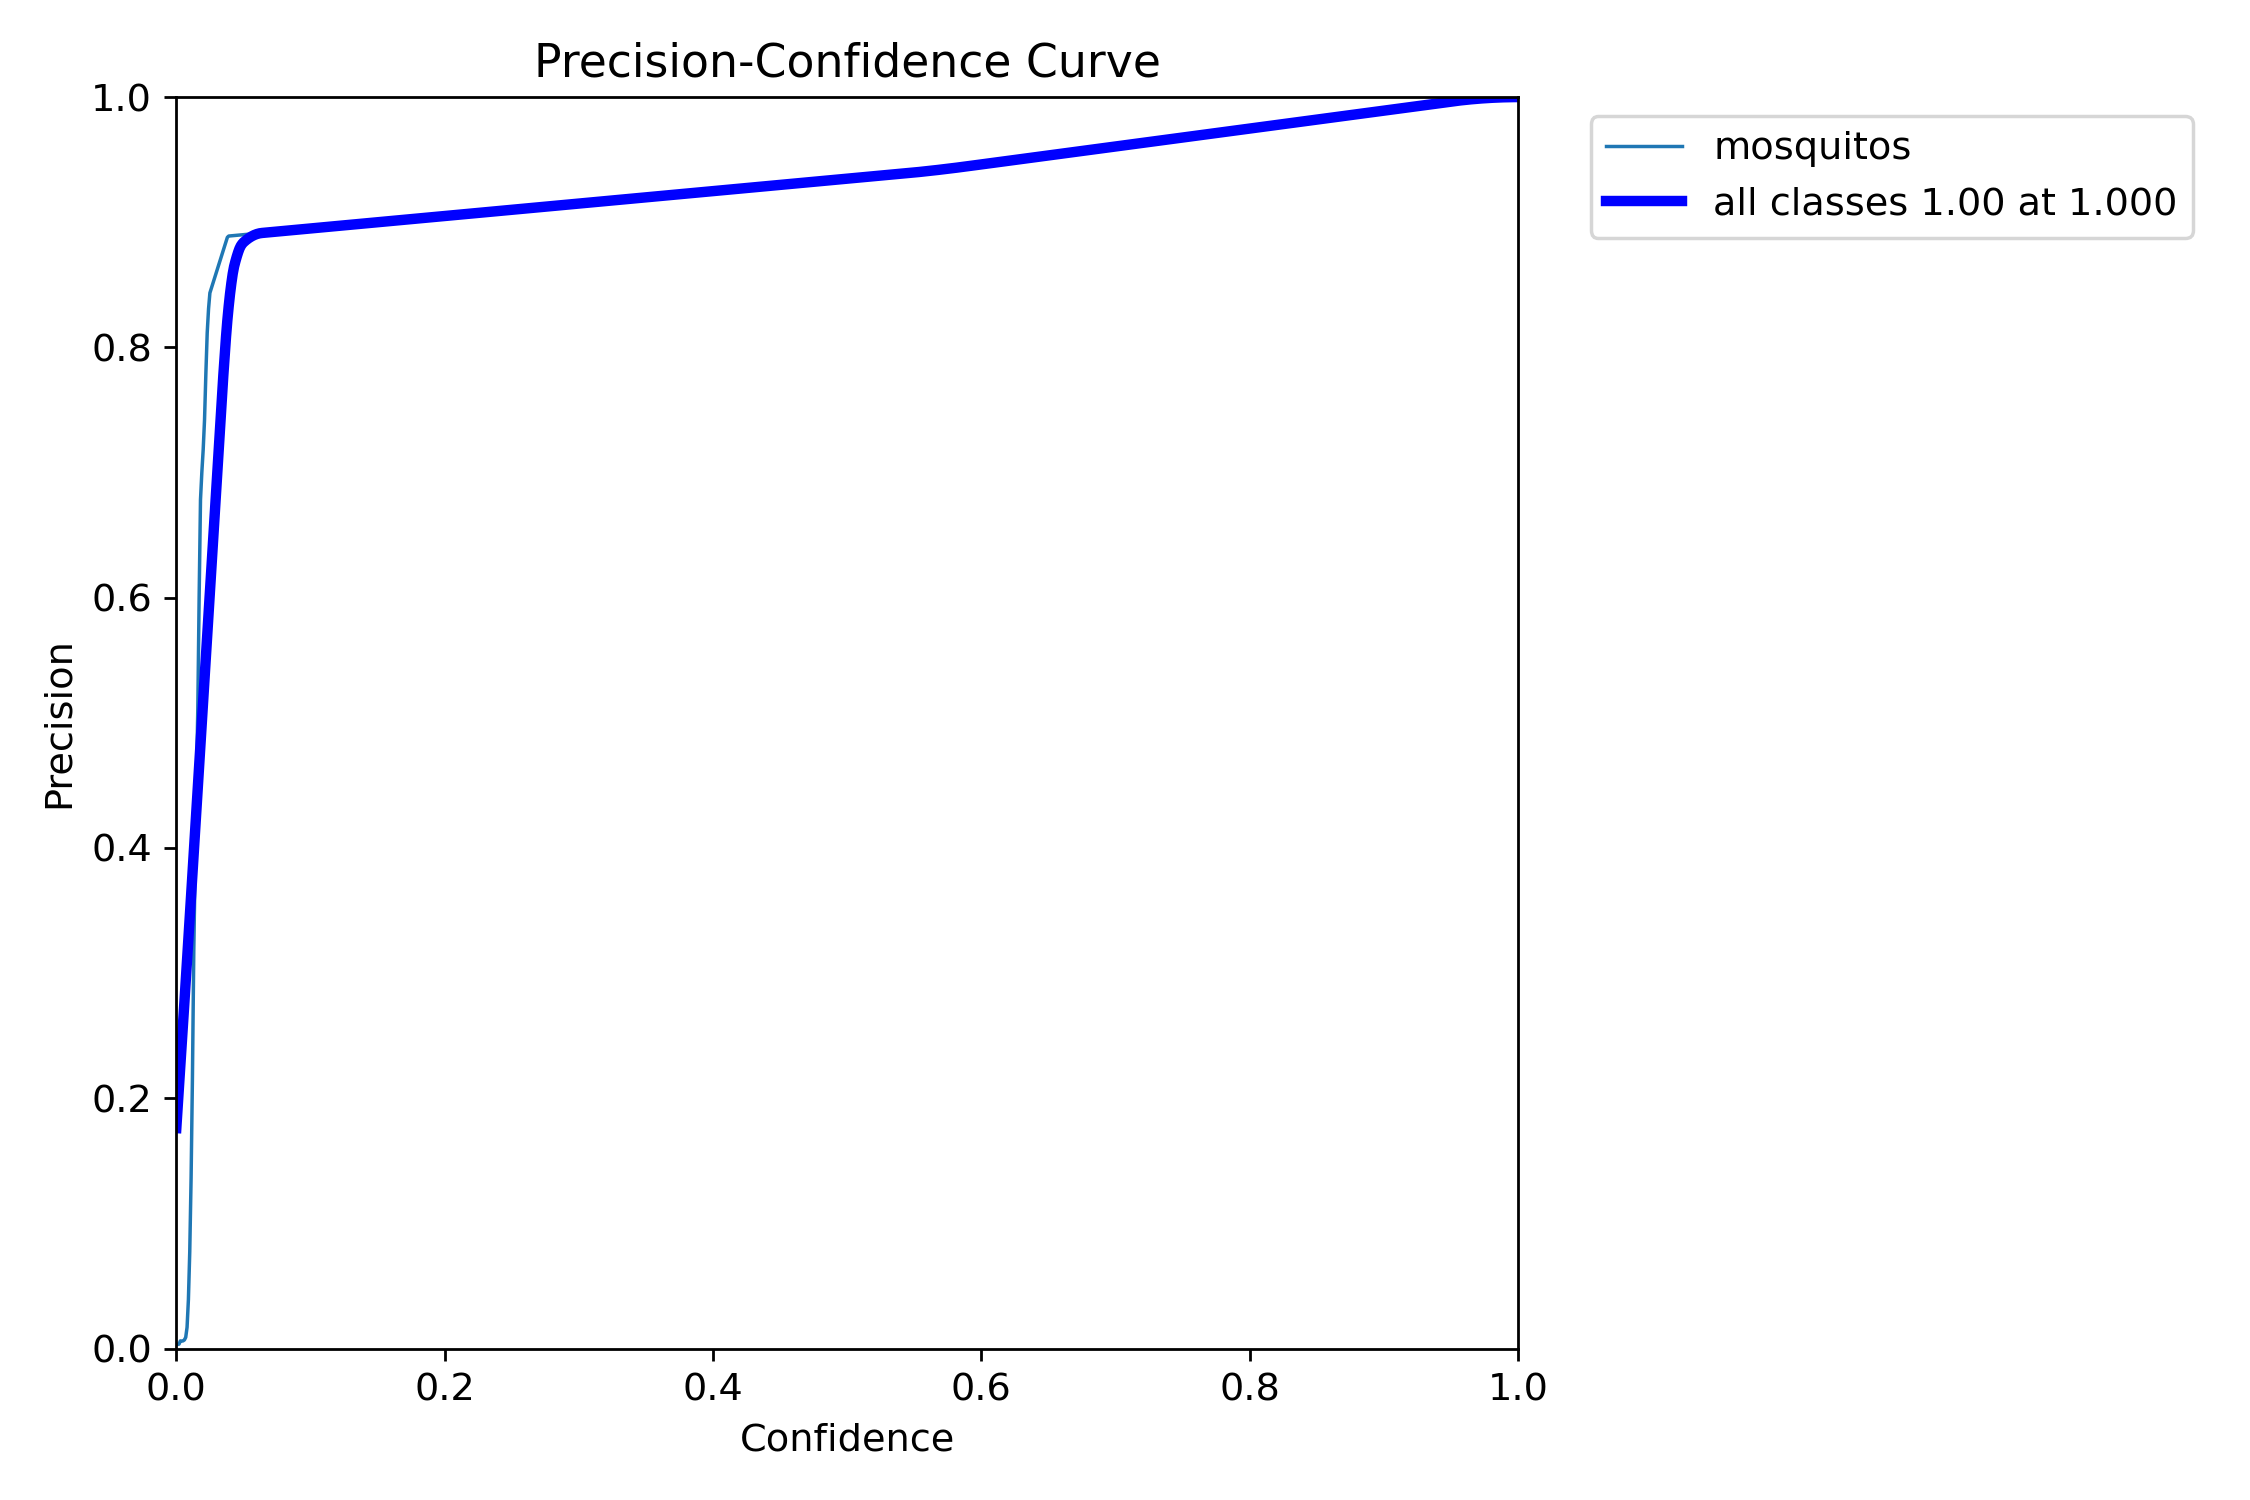 Precision-Confidence Curve
1.0
0.8
0.6
0.4
0.2
0.0
Precision
0.0 0.2 0.4 0.6 0.8 1.0
Confidence
mosquitos
all classes 1.00 at 1.000